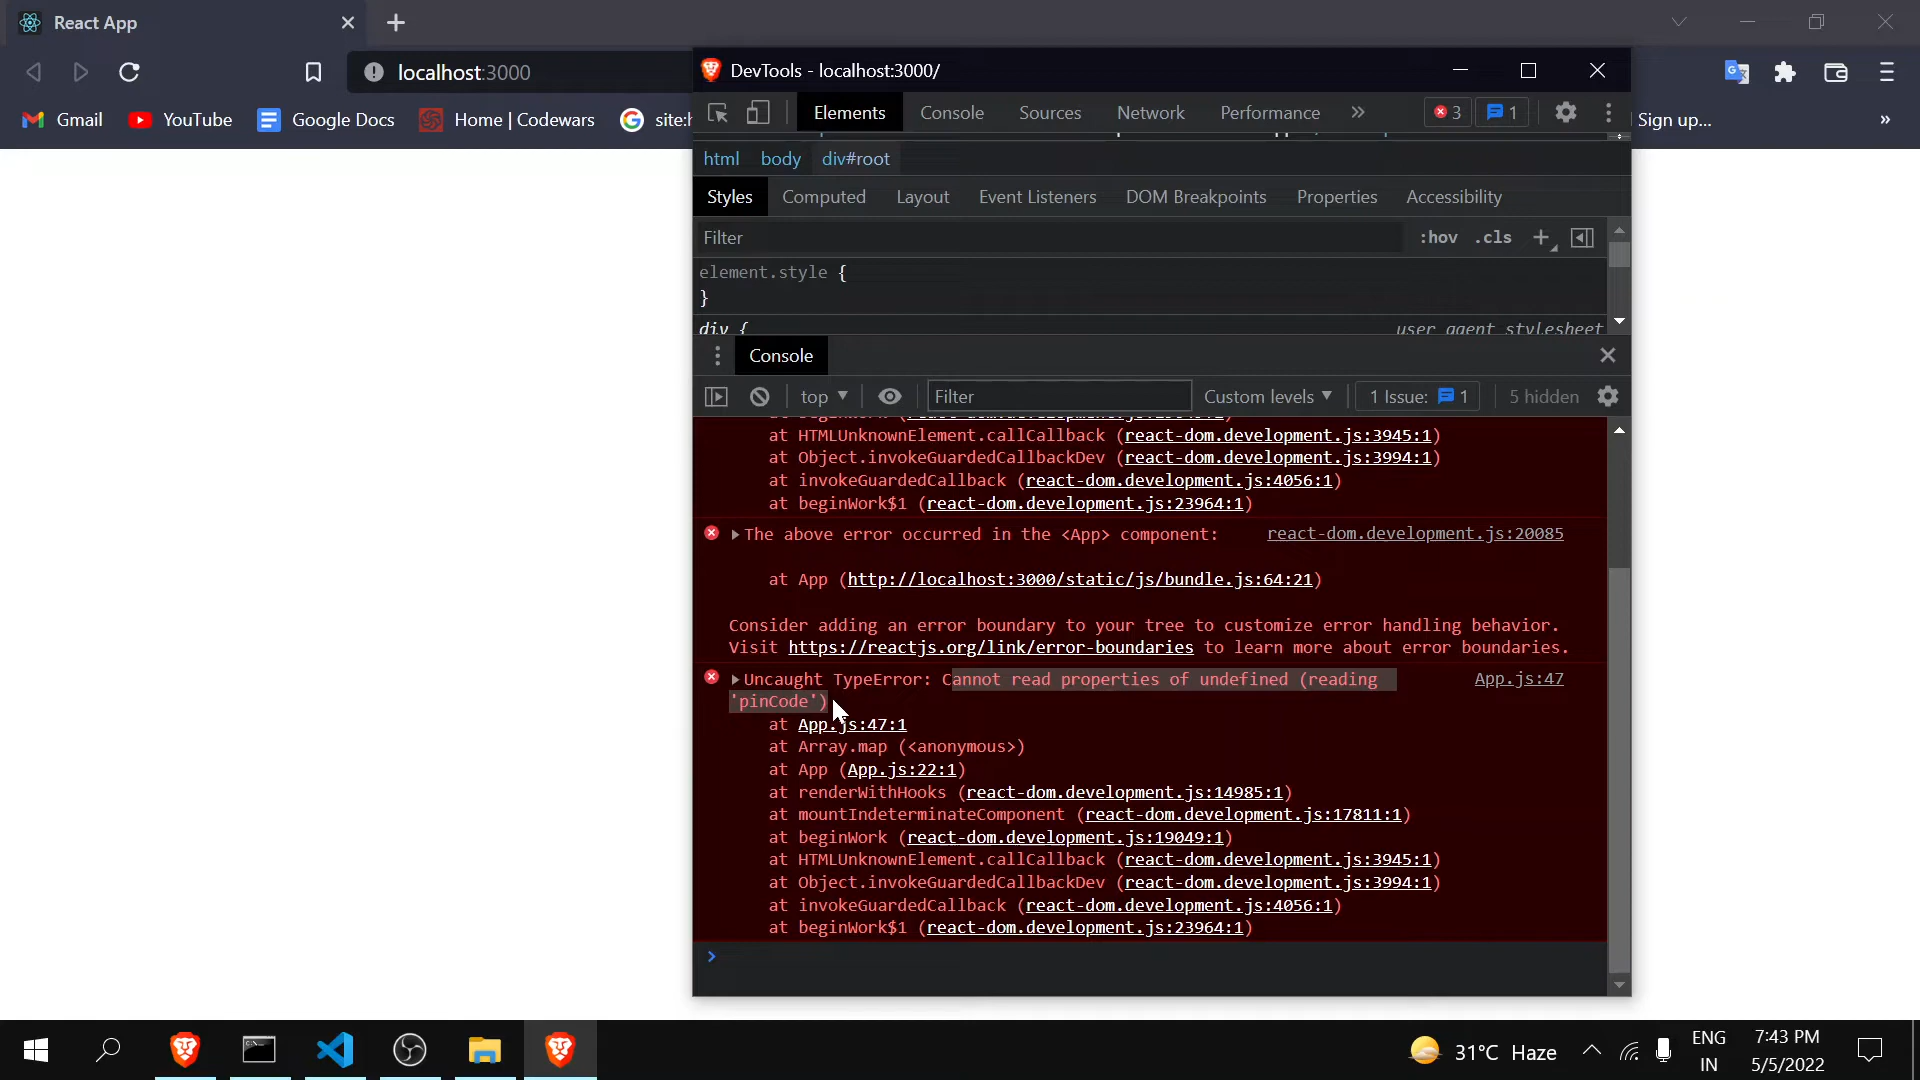 React App
localhost:3000
DevTools - localhost:3000/
Gmail YouTube Google Docs Home | Codewars site:h Sign up... »
Elements Console Sources Network Performance » 3 1
html body div#root
Styles Computed Layout Event Listeners DOM Breakpoints Properties Accessibility
Filter :hov .cls
element.style {
}
div { user agent stylesheet
Console
top ▼ Filter Custom levels ▼ 1 Issue: 1 5 hidden
at HTMLUnknownElement.callCallback (react-dom.development.js:3945:1)
at Object.invokeGuardedCallbackDev (react-dom.development.js:3994:1)
at invokeGuardedCallback (react-dom.development.js:4056:1)
at beginWork$1 (react-dom.development.js:23964:1)
The above error occurred in the <App> component: react-dom.development.js:20085
at App (http://localhost:3000/static/js/bundle.js:64:21)
Consider adding an error boundary to your tree to customize error handling behavior.
Visit https://reactjs.org/link/error-boundaries to learn more about error boundaries.
Uncaught TypeError: Cannot read properties of undefined (reading App.js:47
'pinCode')
at App.js:47:1
at Array.map (<anonymous>)
at App (App.js:22:1)
at renderWithHooks (react-dom.development.js:14985:1)
at mountIndeterminateComponent (react-dom.development.js:17811:1)
at beginWork (react-dom.development.js:19049:1)
at HTMLUnknownElement.callCallback (react-dom.development.js:3945:1)
at Object.invokeGuardedCallbackDev (react-dom.development.js:3994:1)
at invokeGuardedCallback (react-dom.development.js:4056:1)
at beginWork$1 (react-dom.development.js:23964:1)
31°C Haze
ENG
IN
7:43 PM
5/5/2022